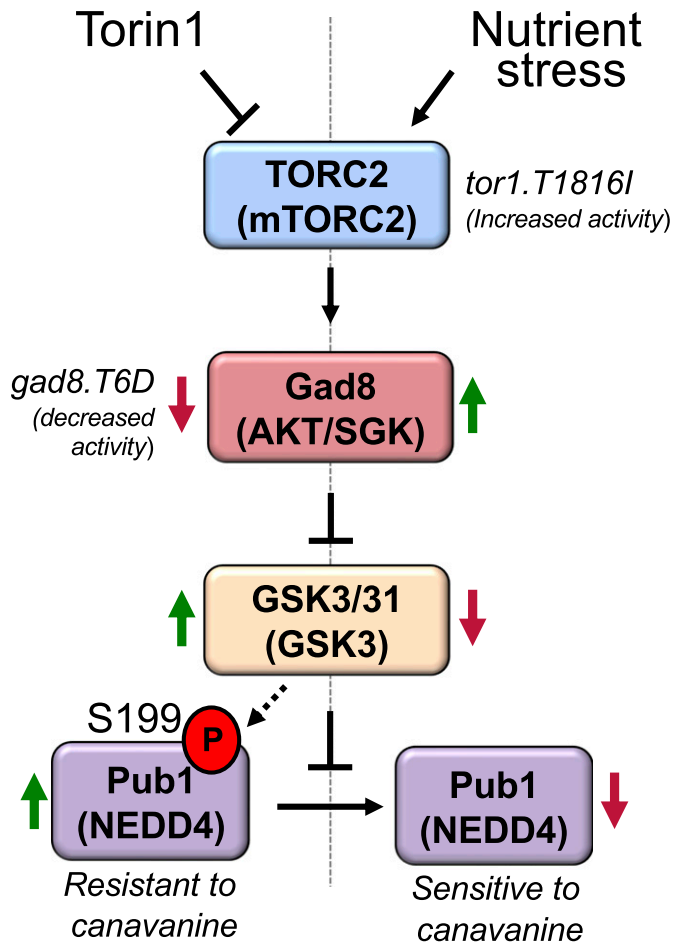 Torin1
Nutrient
stress
TORC2
(mTORC2)
tor1.T1816I
(Increased activity)
gad8.T6D
(decreased
activity)
Gad8
(AKT/SGK)
GSK3/31
(GSK3)
S199
P
Pub1
(NEDD4)
Pub1
(NEDD4)
Resistant to
canavanine
Sensitive to
canavanine